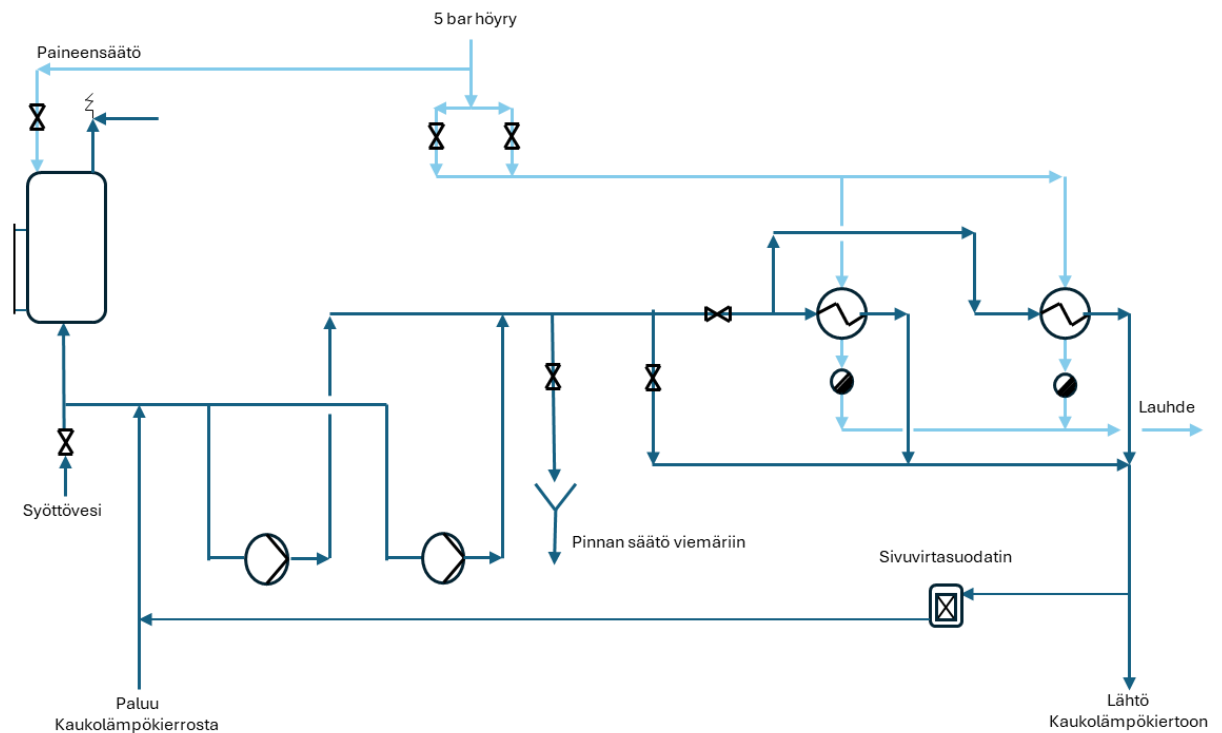 5 bar höyry
Paineensäätö
Lauhde
Syöttövesi
Pinnan säätö viemäriin
Sivuvirtasuodatin
Paluu
Kaukolämpökierrosta
Lähtö
Kaukolämpökiertoon